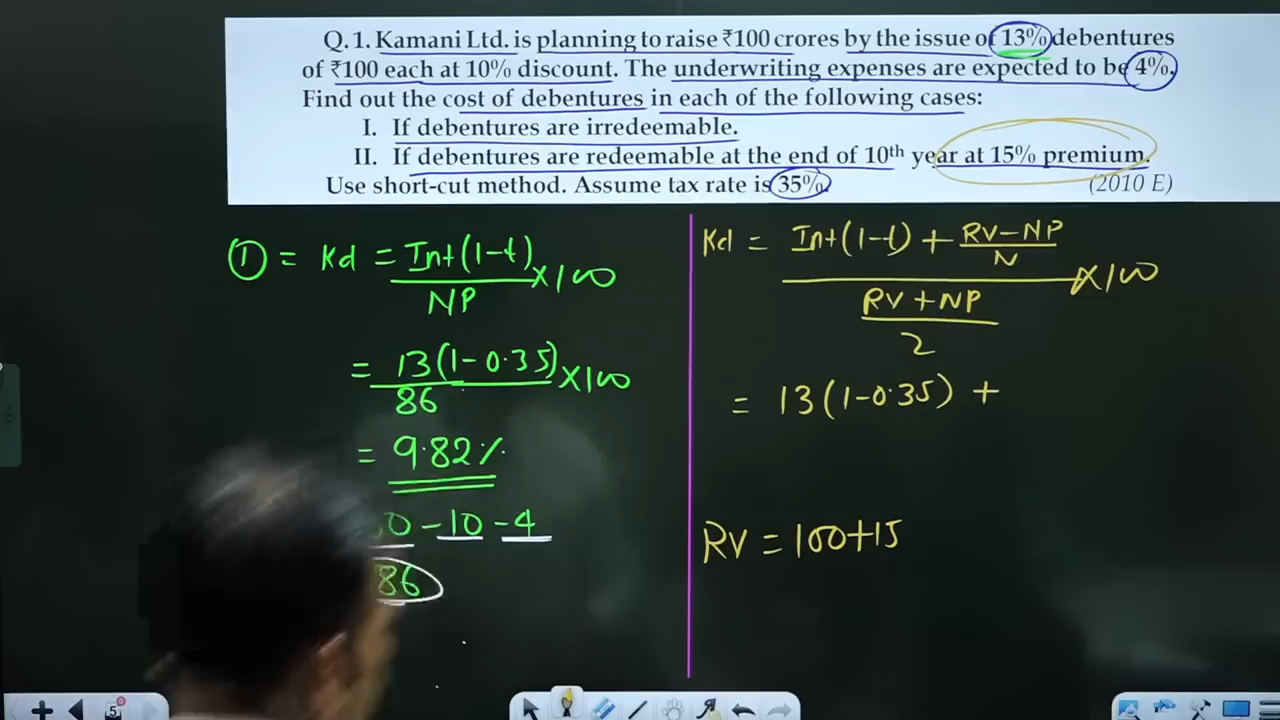 Q.1. Kamani Ltd. is planning to raise ₹100 crores by the issue of 13% debentures
of ₹100 each at 10% discount. The underwriting expenses are expected to be 4%.
Find out the cost of debentures in each of the following cases:
I. If debentures are irredeemable.
II. If debentures are redeemable at the end of 10th year at 15% premium.
Use short-cut method. Assume tax rate is 35%.
(2010 E)
① = Kd = Int(1-t)
NP
×100
= 13(1-0.35)
86
×100
= 9.82%
0 - 10 - 4
86
Kd = Int(1-t) + RV-NP
N
RV+NP
2
×100
= 13(1-0.35) +
RV = 100+15
5